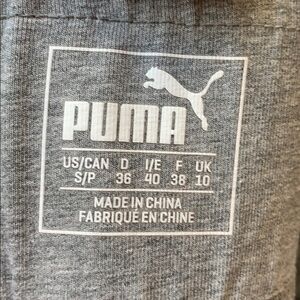 PUMA
US/CAN D I/E F UK
S/P 36 40 38 10
MADE IN CHINA
FABRIQUÉ EN CHINE